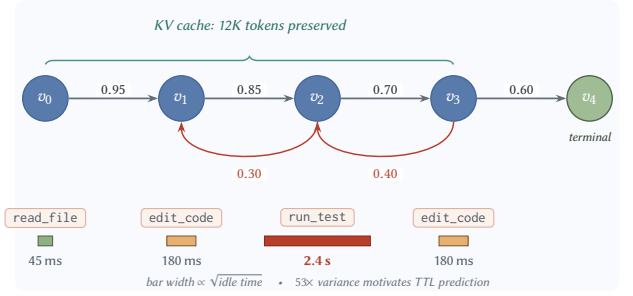 KV cache: 12K tokens preserved
v₀ 0.95 v₁ 0.85 v₂ 0.70 v₃ 0.60 v₄
terminal
0.30 0.40
read_file edit_code run_test edit_code
45 ms 180 ms 2.4 s 180 ms
bar width ∝ √idle time • 53× variance motivates TTL prediction